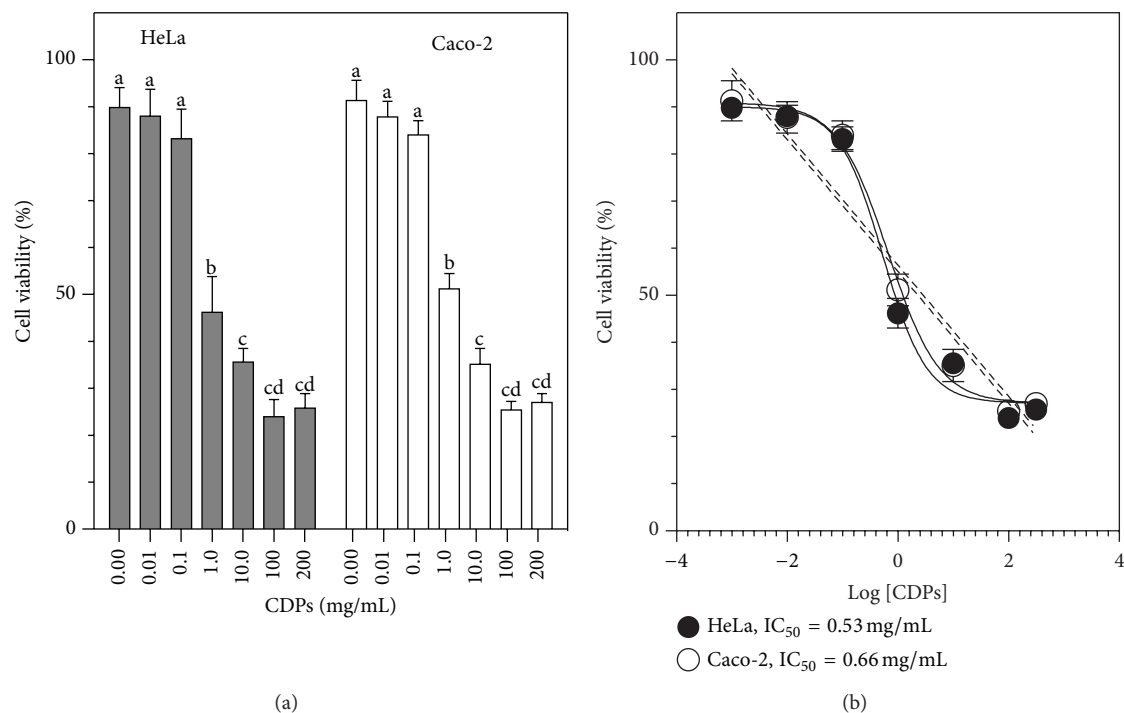 HeLa
Caco-2
100
50
0
Cell viability (%)
a
a
a
b
c
cd
cd
a
a
a
b
c
cd
cd
0.00
0.01
0.1
1.0
10.0
100
200
0.00
0.01
0.1
1.0
10.0
100
200
CDPs (mg/mL)
(a)
100
50
0
Cell viability (%)
−4
−2
0
2
4
Log [CDPs]
HeLa, IC50 = 0.53 mg/mL
Caco-2, IC50 = 0.66 mg/mL
(b)